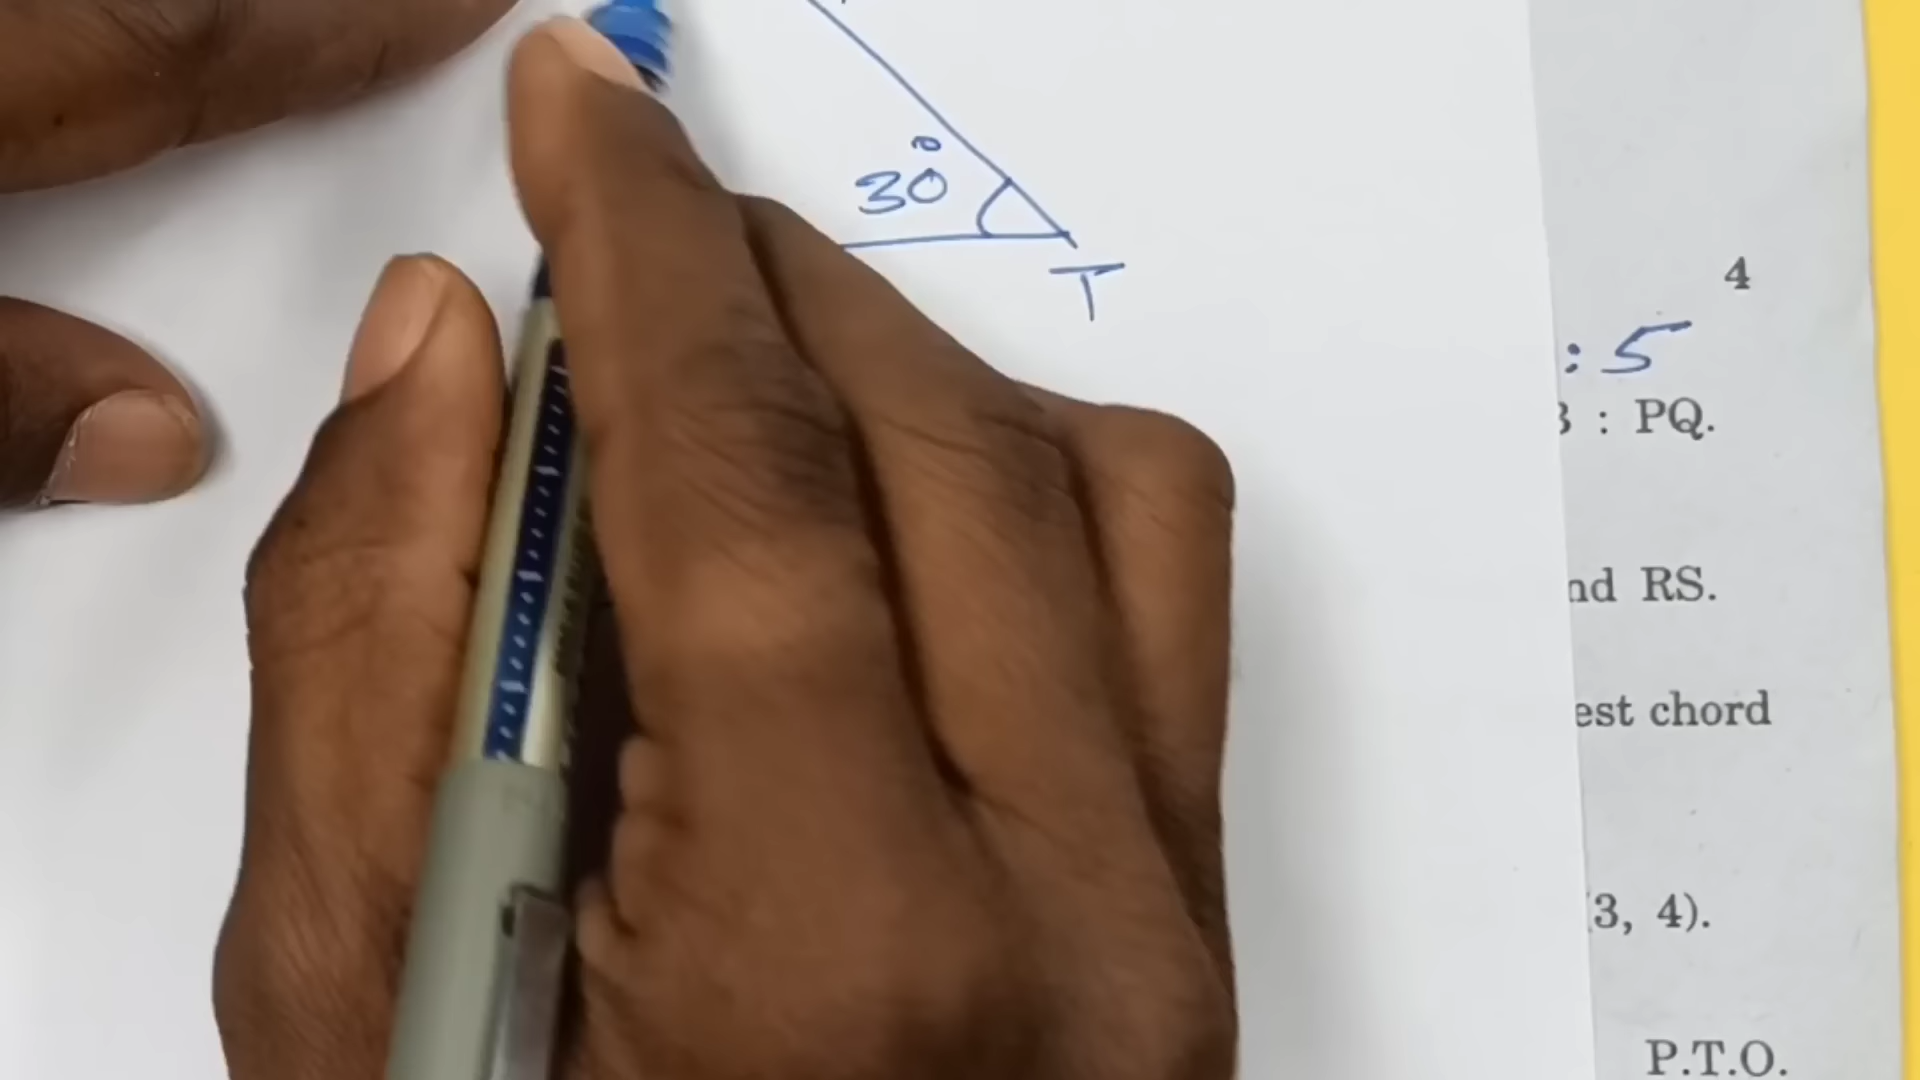 30°
T
4
: 5
: PQ.
nd RS.
est chord
3, 4).
P.T.O.